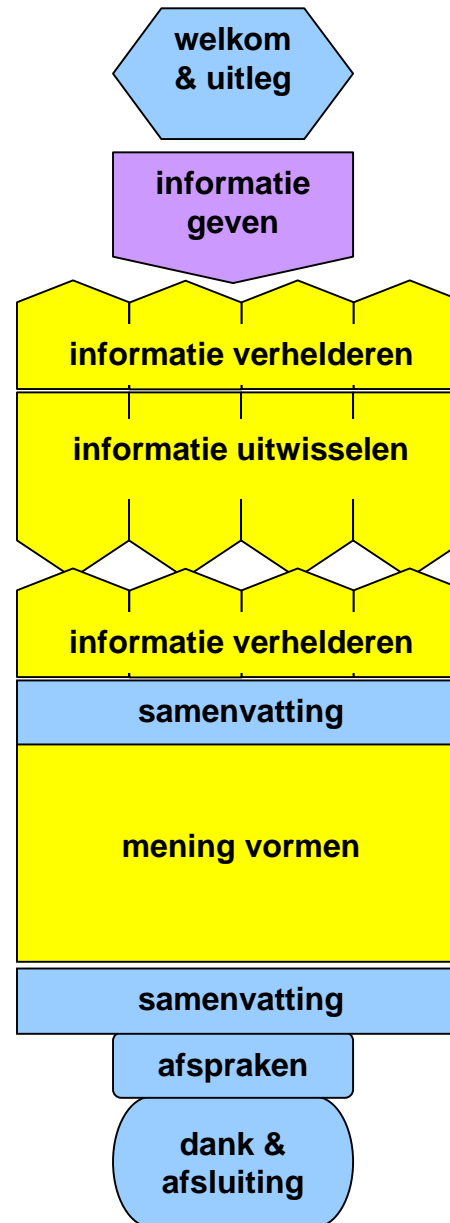 welkom
& uitleg
informatie
geven
informatie verhelderen
informatie uitwisselen
informatie verhelderen
samenvatting
mening vormen
samenvatting
afspraken
dank &
afsluiting